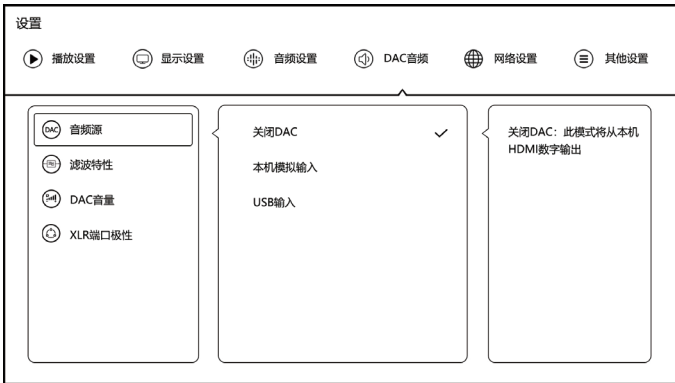 设置
播放设置 显示设置 音频设置 DAC音频 网络设置 其他设置
DAC 音频源
滤波特性
DAC音量
XLR端口极性
关闭DAC
本机模拟输入
USB输入
关闭DAC：此模式将从本机
HDMI数字输出